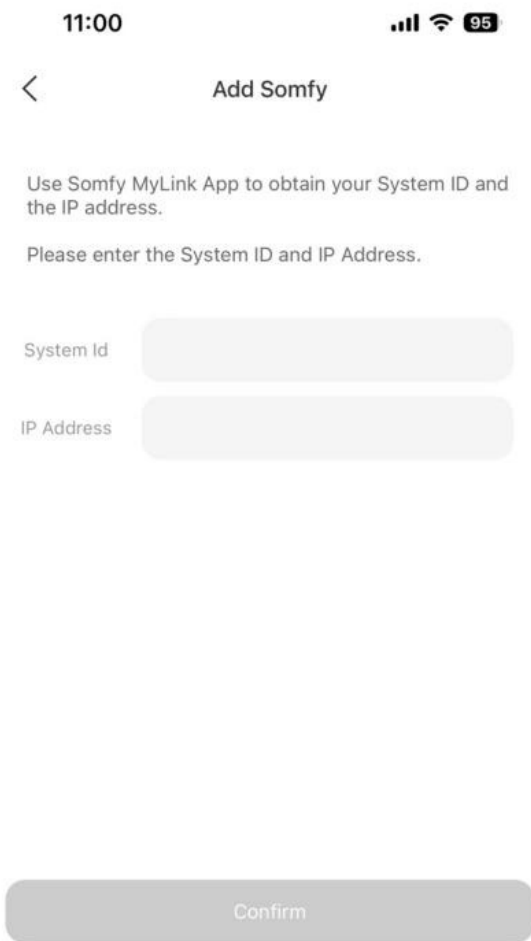 11:00
95
Add Somfy
Use Somfy MyLink App to obtain your System ID and
the IP address.
Please enter the System ID and IP Address.
System Id
IP Address
Confirm